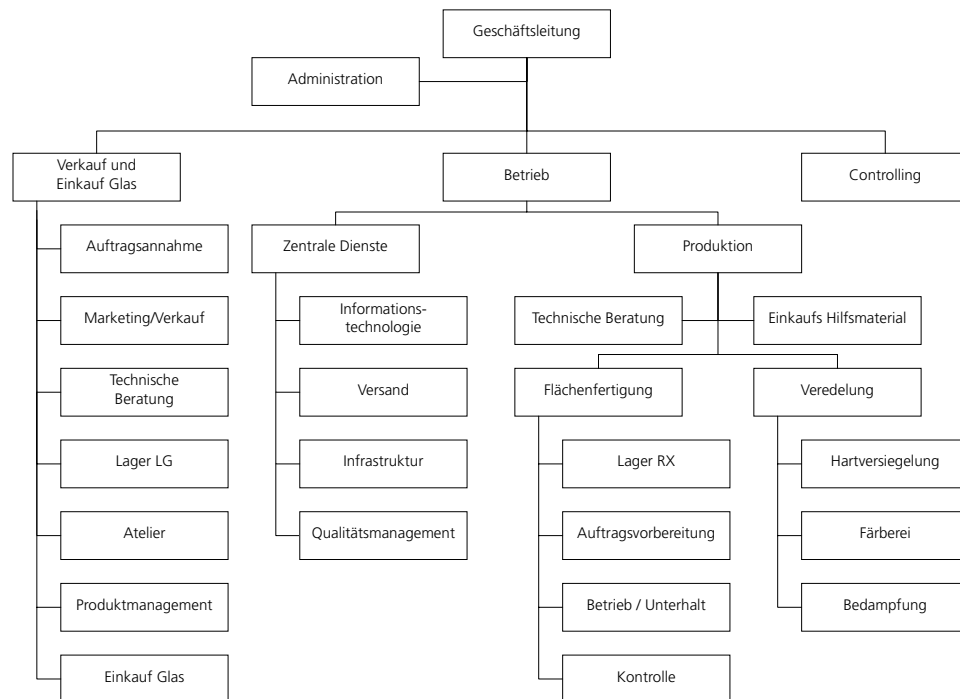 Geschäftsleitung
Administration
Verkauf und
Einkauf Glas
Betrieb
Controlling
Auftragsannahme
Zentrale Dienste
Produktion
Marketing/Verkauf
Informations-
technologie
Technische Beratung
Einkaufs Hilfsmaterial
Technische
Beratung
Versand
Flächenfertigung
Veredelung
Lager LG
Infrastruktur
Lager RX
Hartversiegelung
Atelier
Qualitätsmanagement
Auftragsvorbereitung
Färberei
Produktmanagement
Betrieb / Unterhalt
Bedampfung
Einkauf Glas
Kontrolle